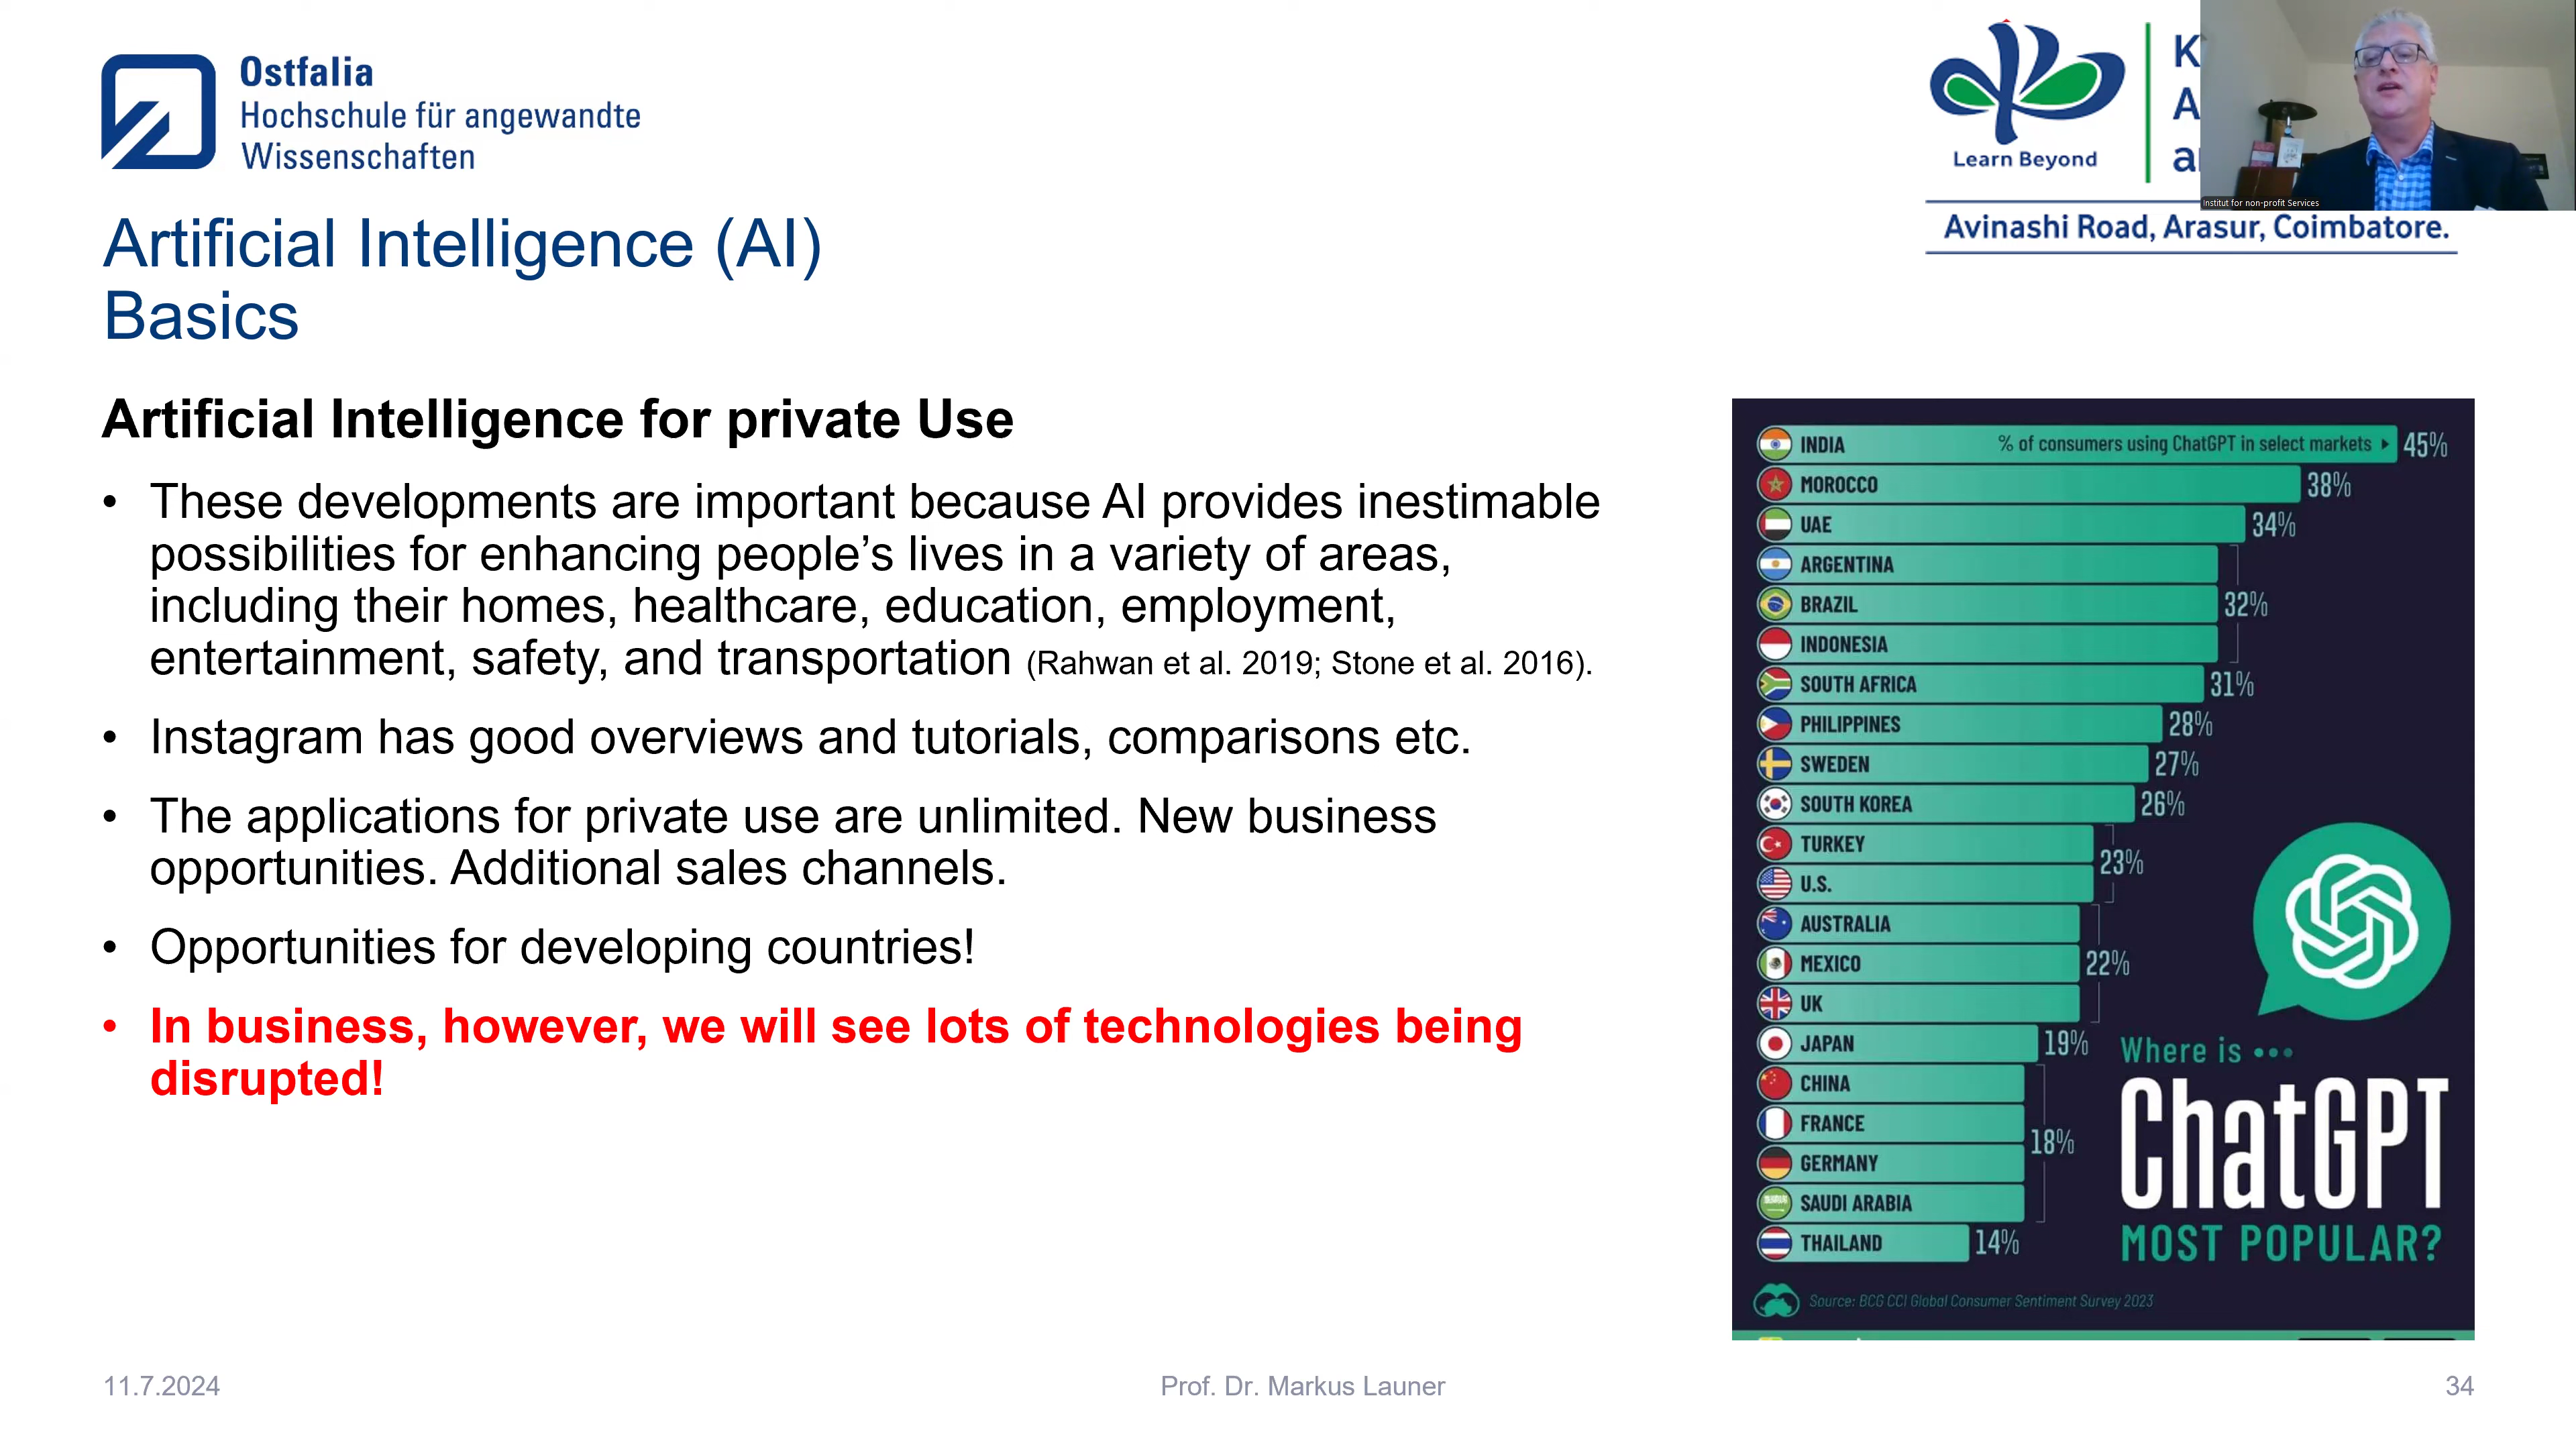 Ostfalia
Hochschule für angewandte
Wissenschaften
Learn Beyond
K
A
a
Institut for non-profit Services
Avinashi Road, Arasur, Coimbatore.
Artificial Intelligence (AI)
Basics
Artificial Intelligence for private Use
• These developments are important because AI provides inestimable
possibilities for enhancing people’s lives in a variety of areas,
including their homes, healthcare, education, employment,
entertainment, safety, and transportation (Rahwan et al. 2019; Stone et al. 2016).
• Instagram has good overviews and tutorials, comparisons etc.
• The applications for private use are unlimited. New business
opportunities. Additional sales channels.
• Opportunities for developing countries!
• In business, however, we will see lots of technologies being
disrupted!
INDIA % of consumers using ChatGPT in select markets 45%
MOROCCO 38%
UAE 34%
ARGENTINA
BRAZIL 32%
INDONESIA
SOUTH AFRICA 31%
PHILIPPINES 28%
SWEDEN 27%
SOUTH KOREA 26%
TURKEY
23%
U.S.
AUSTRALIA
MEXICO 22%
UK
JAPAN 19%
CHINA
FRANCE
18%
GERMANY
SAUDI ARABIA
THAILAND 14%
Where is •••
ChatGPT
MOST POPULAR?
Source: BCG CCI Global Consumer Sentiment Survey 2023
11.7.2024
Prof. Dr. Markus Launer
34